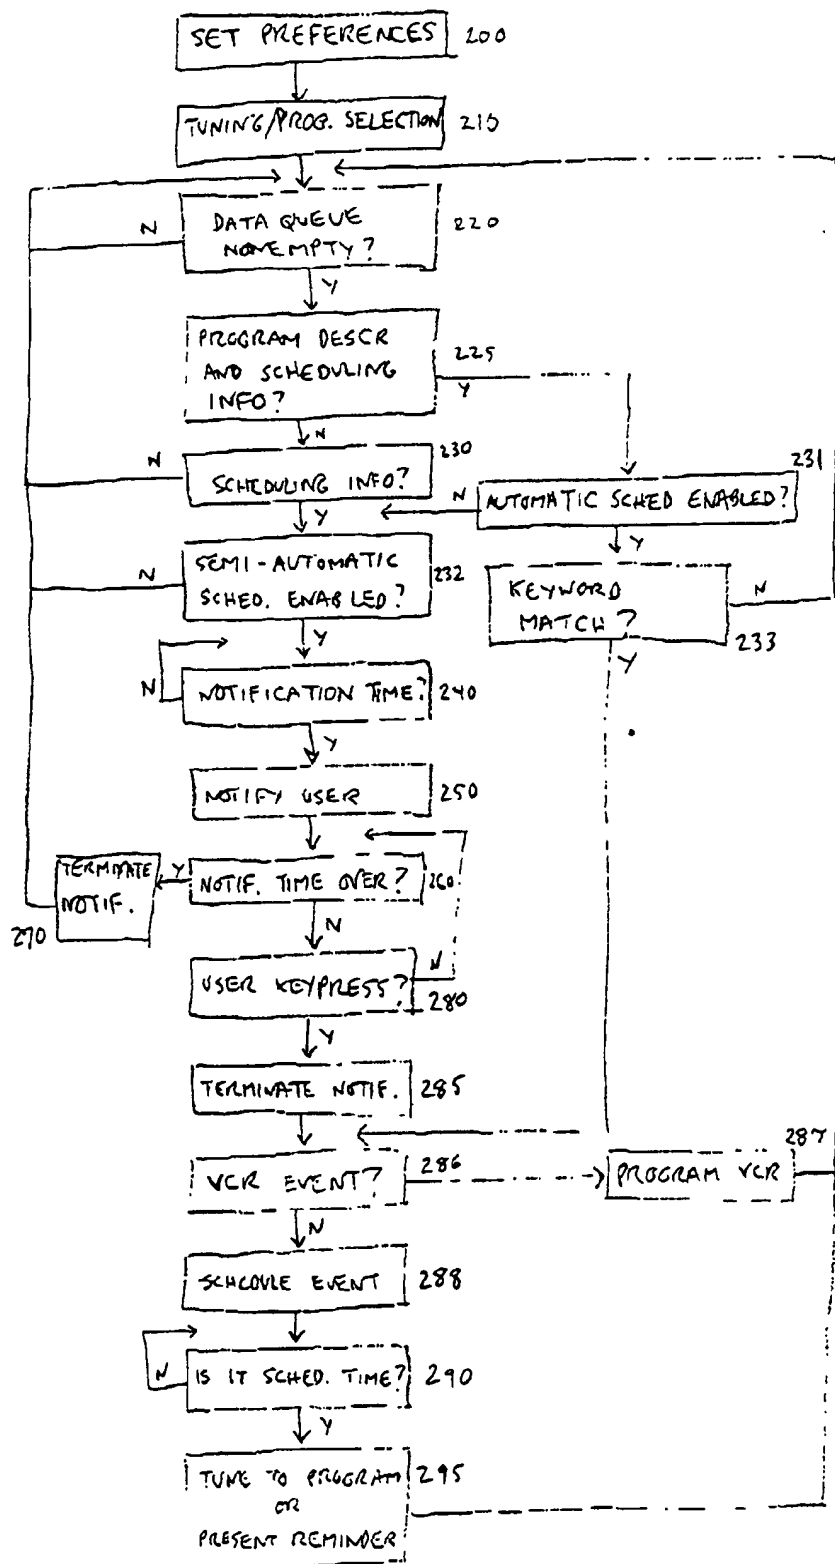 SET PREFERENCES 200
TUNING/PROG. SELECTION 215
N
DATA QUEUE
NONEMPTY?
220
Y
PROGRAM DESCR
AND SCHEDULING
INFO?
225
Y
N
N
SCHEDULING INFO?
230
Y
N
AUTOMATIC SCHED ENABLED?
231
Y
N
SEMI-AUTOMATIC
SCHED. ENABLED?
232
Y
KEYWORD
MATCH?
N
233
Y
N
NOTIFICATION TIME? 240
Y
NOTIFY USER 250
TERMINATE
NOTIF.
270
Y
NOTIF. TIME OVER? 260
N
USER KEYPRESS?
N
280
Y
TERMINATE NOTIF. 285
VCR EVENT? 286
N
PROGRAM VCR
287
SCHEDULE EVENT 288
N
IS IT SCHED. TIME? 290
Y
TUNE TO PROGRAM
OR
PRESENT REMINDER
295